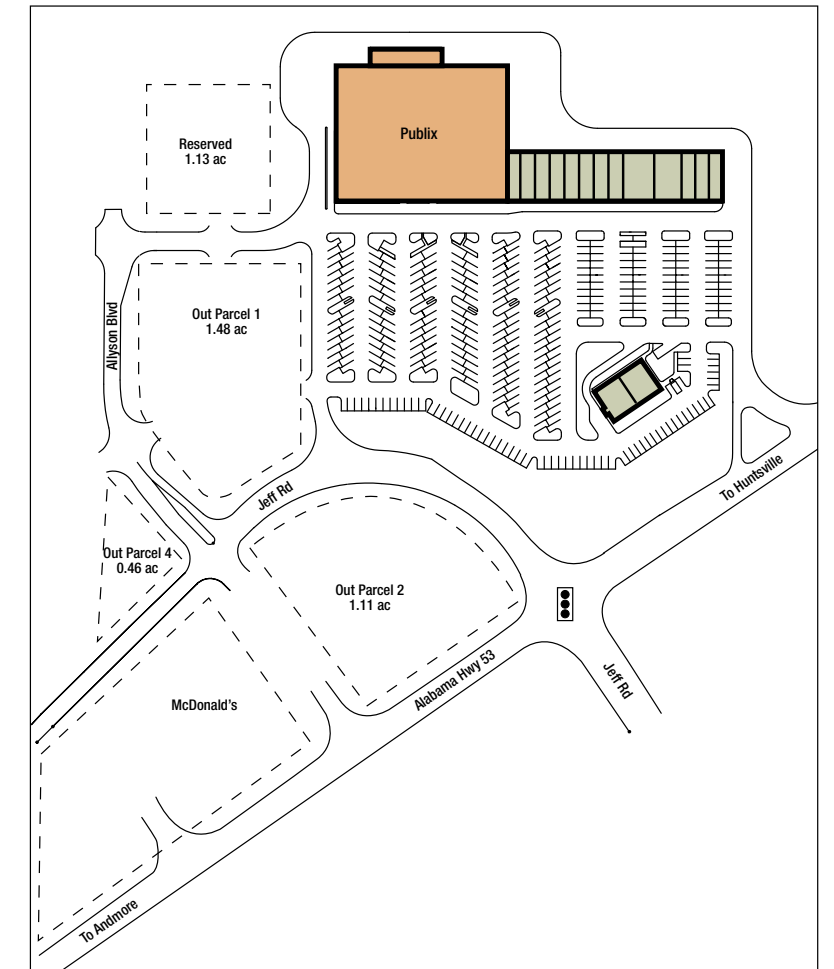 Publix
Reserved
1.13 ac
Out Parcel 1
1.48 ac
Allyson Blvd
To Huntsville
Jeff Rd
Out Parcel 4
0.46 ac
Out Parcel 2
1.11 ac
Alabama Hwy 53
Jeff Rd
McDonald's
To Andmore